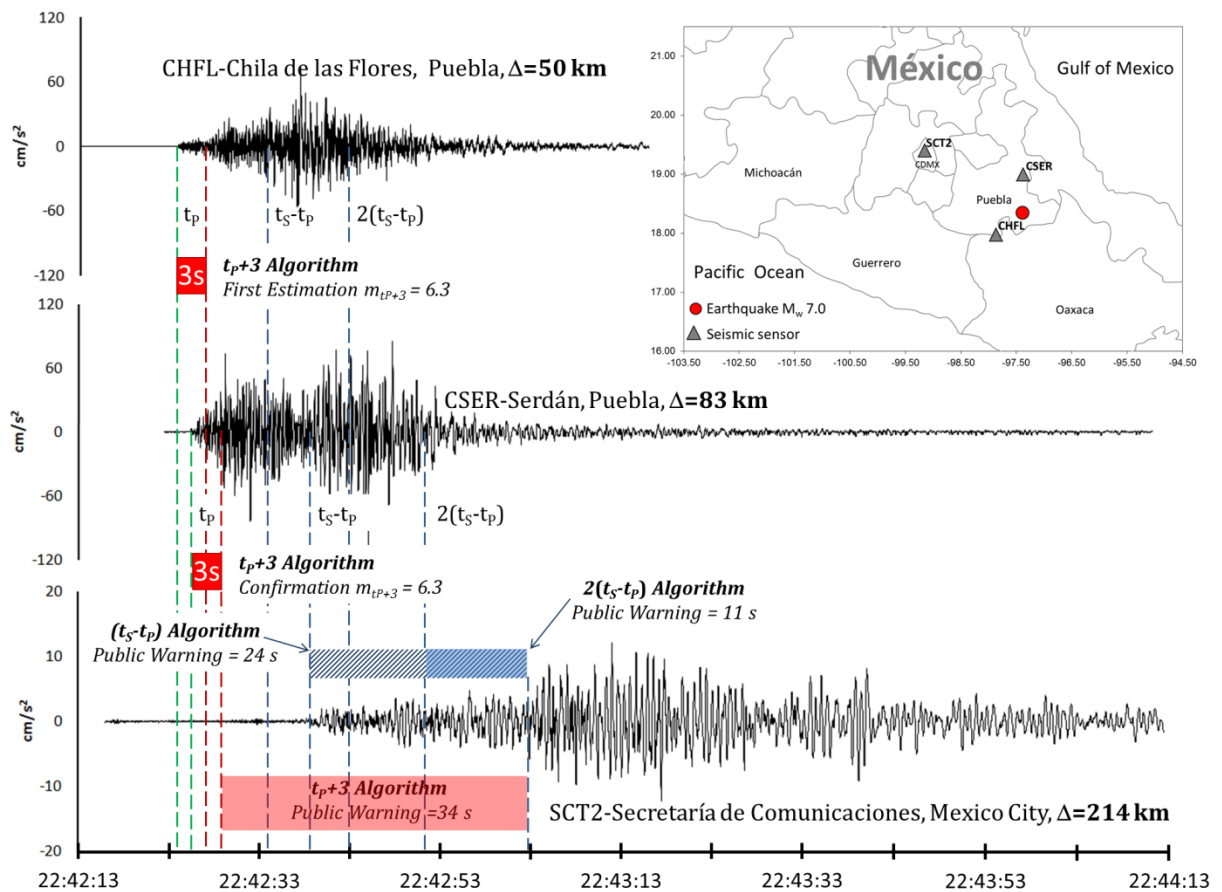 120
60
0
-60
-120
cm/s²
CHFL-Chila de las Flores, Puebla, Δ=50 km
tP
tS-tP
2(tS-tP)
3s
tP+3 Algorithm
First Estimation mtP+3 = 6.3
México
Gulf of Mexico
Michoacán
SCT2
CDMX
CSER
Puebla
CHFL
Guerrero
Oaxaca
Pacific Ocean
Earthquake Mw 7.0
Seismic sensor
21.00
20.00
19.00
18.00
17.00
16.00
-103.50
-102.50
-101.50
-100.50
-99.50
-98.50
-97.50
-96.50
-95.50
-94.50
120
60
0
-60
-120
cm/s²
CSER-Serdán, Puebla, Δ=83 km
tP
tS-tP
2(tS-tP)
3s
tP+3 Algorithm
Confirmation mtP+3 = 6.3
20
10
0
-10
-20
cm/s²
(tS-tP) Algorithm
Public Warning = 24 s
2(tS-tP) Algorithm
Public Warning = 11 s
tP+3 Algorithm
Public Warning =34 s
SCT2-Secretaría de Comunicaciones, Mexico City, Δ=214 km
22:42:13
22:42:33
22:42:53
22:43:13
22:43:33
22:43:53
22:44:13